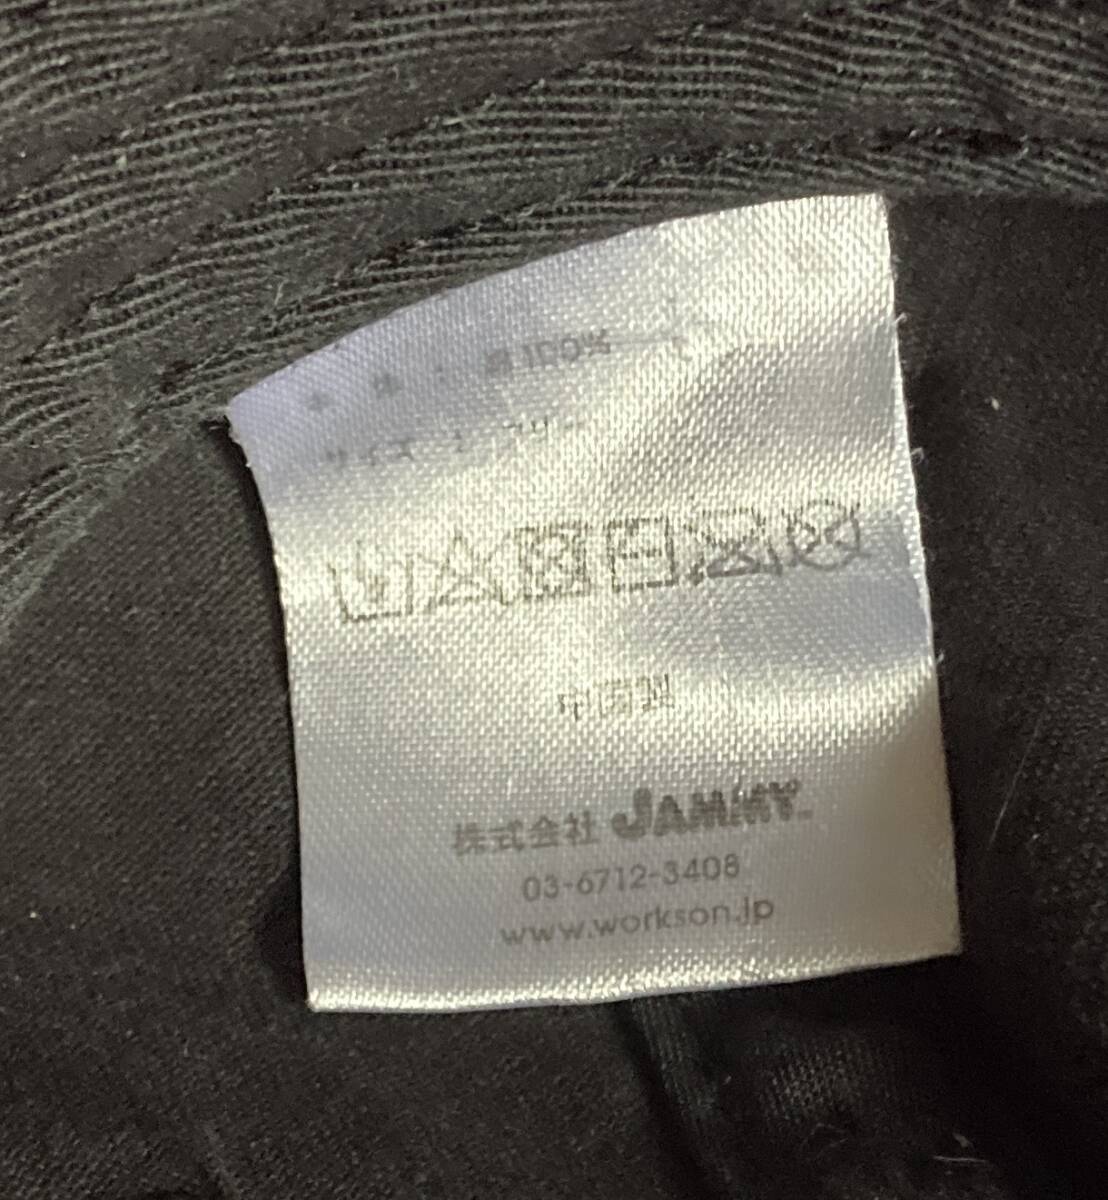 本体：綿100%
サイズ：フリー
中国製
株式会社 JAMMY
03-6712-3408
www.workson.jp